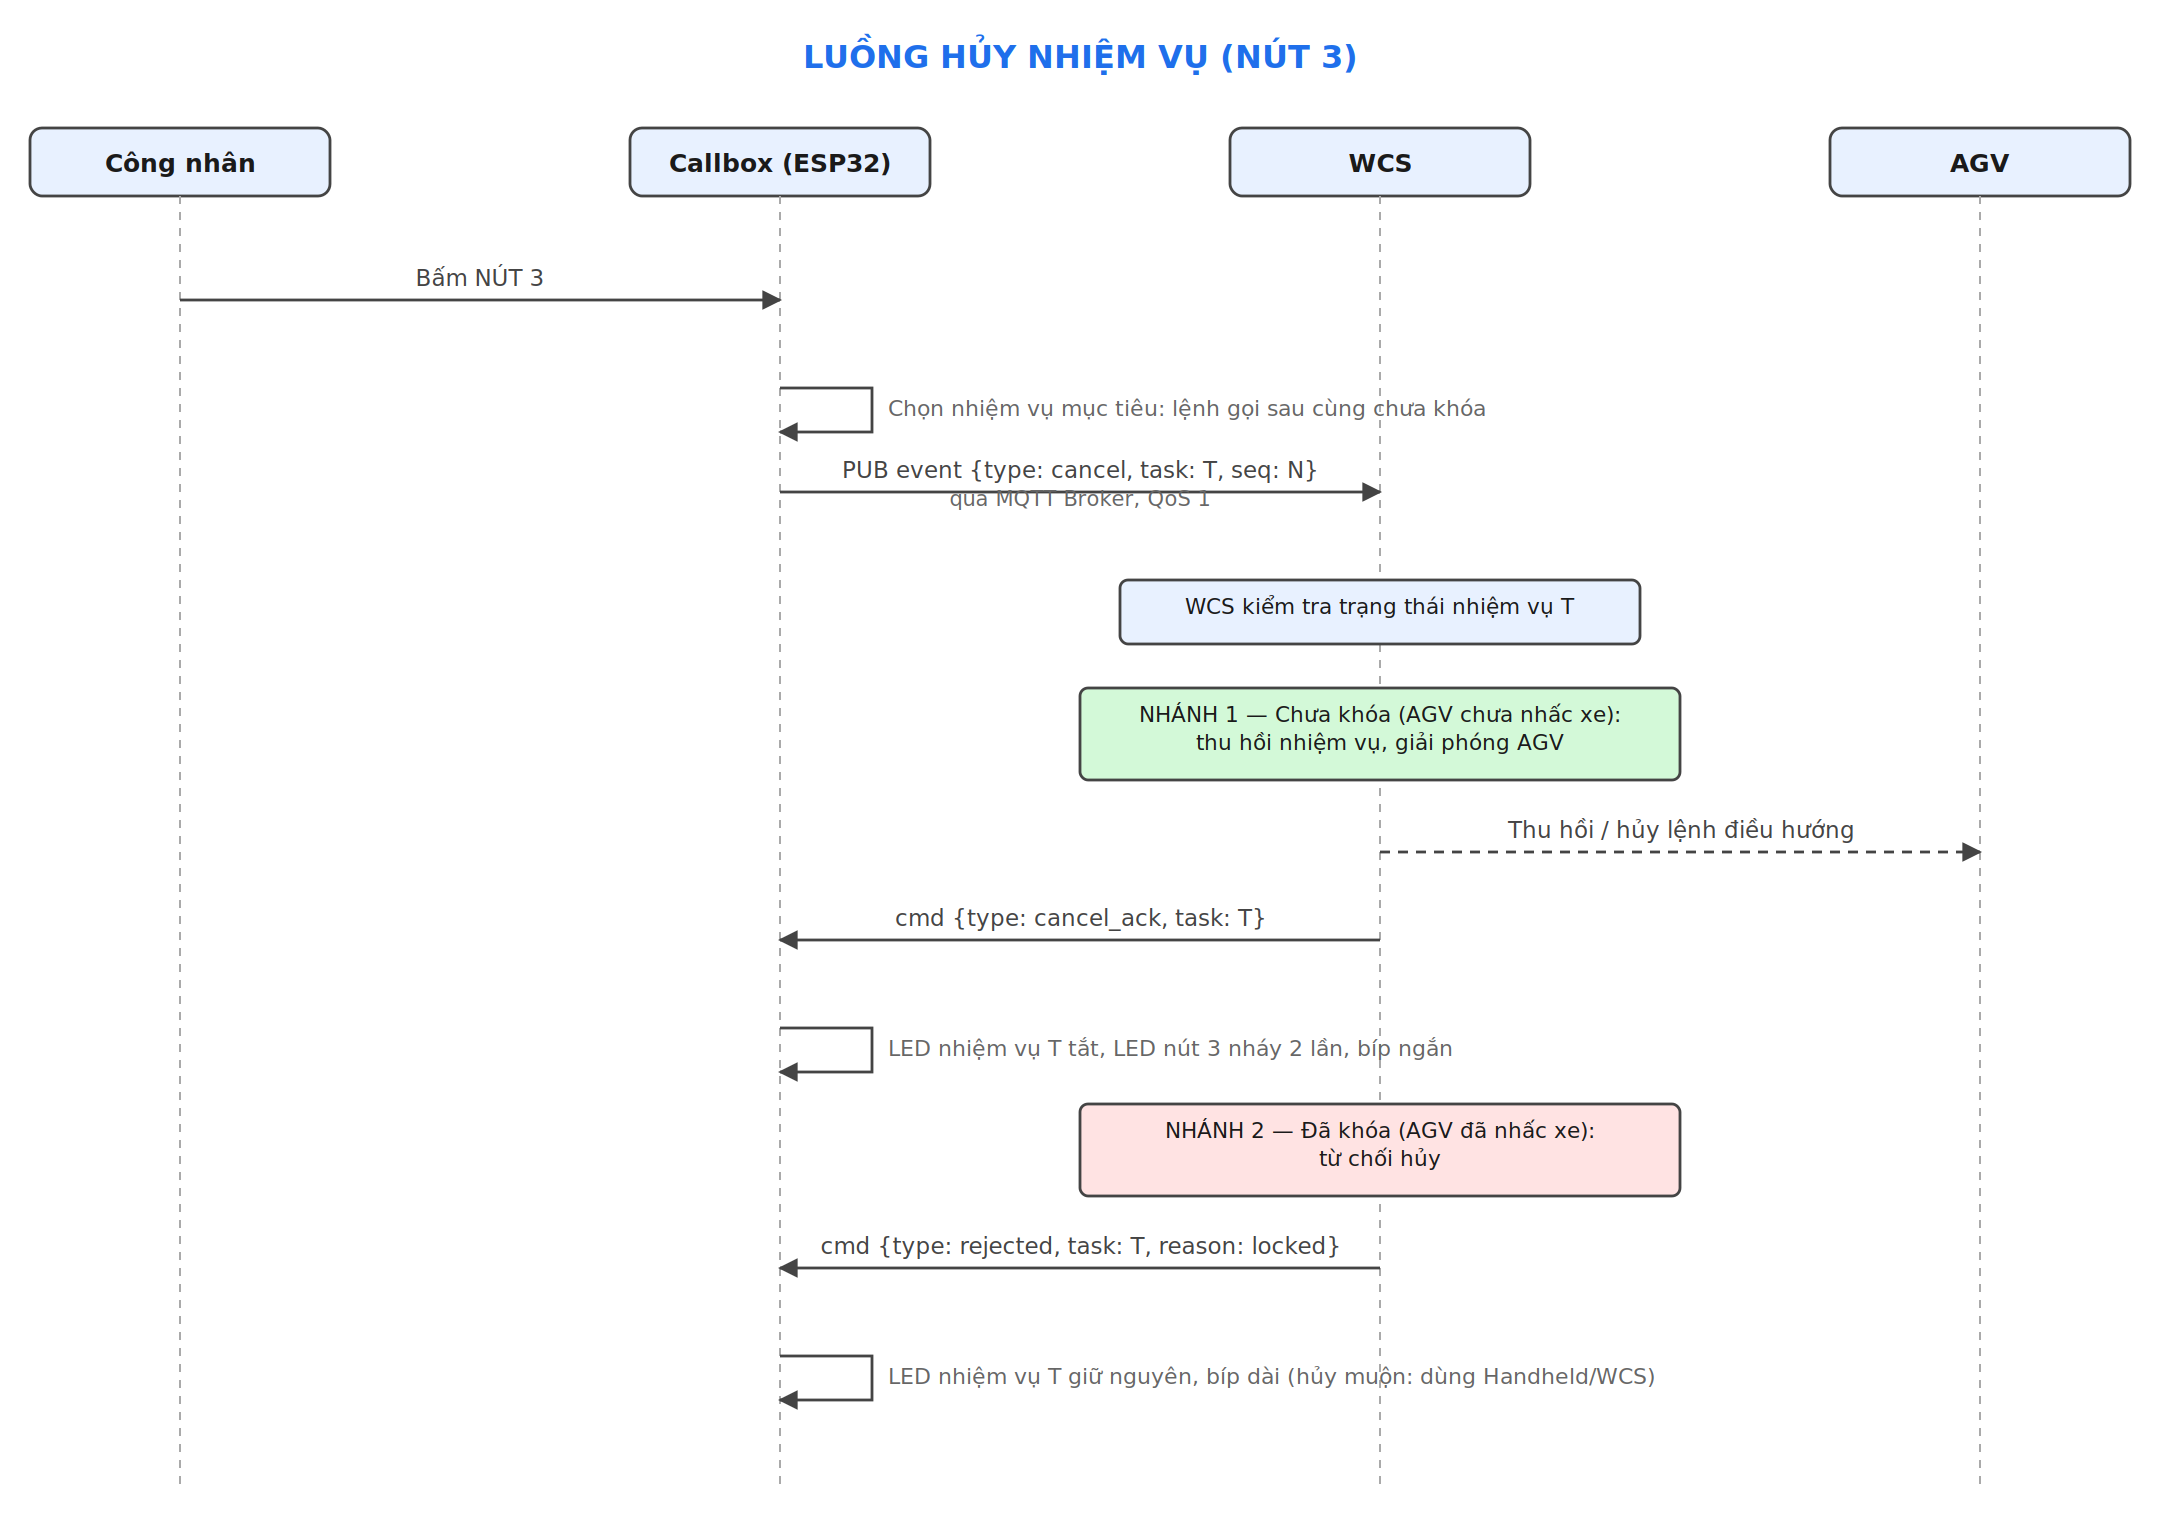 LUỒNG HỦY NHIỆM VỤ (NÚT 3)
Công nhân
Callbox (ESP32)
WCS
AGV
Bấm NÚT 3
Chọn nhiệm vụ mục tiêu: lệnh gọi sau cùng chưa khóa
PUB event {type: cancel, task: T, seq: N}
qua MQTT Broker, QoS 1
WCS kiểm tra trạng thái nhiệm vụ T
NHÁNH 1 — Chưa khóa (AGV chưa nhấc xe):
thu hồi nhiệm vụ, giải phóng AGV
Thu hồi / hủy lệnh điều hướng
cmd {type: cancel_ack, task: T}
LED nhiệm vụ T tắt, LED nút 3 nháy 2 lần, bíp ngắn
NHÁNH 2 — Đã khóa (AGV đã nhấc xe):
từ chối hủy
cmd {type: rejected, task: T, reason: locked}
LED nhiệm vụ T giữ nguyên, bíp dài (hủy muộn: dùng Handheld/WCS)